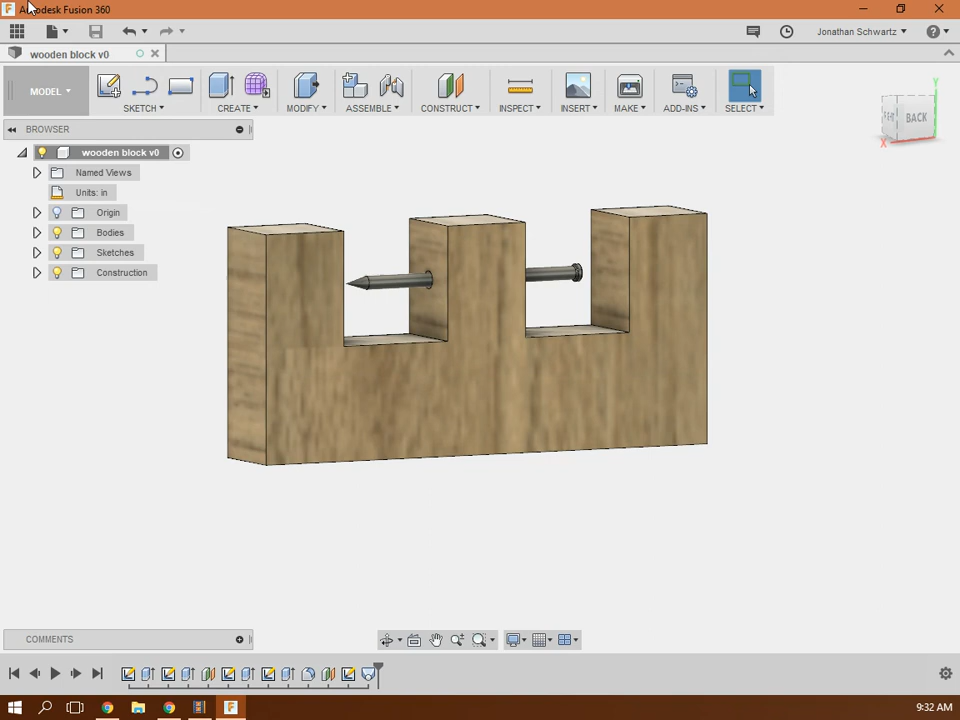 Autodesk Fusion 360
Jonathan Schwartz
wooden block v0
MODEL
SKETCH
CREATE
MODIFY
ASSEMBLE
CONSTRUCT
INSPECT
INSERT
MAKE
ADD-INS
SELECT
BROWSER
wooden block v0
Named Views
Units: in
Origin
Bodies
Sketches
Construction
Y
BACK
X
COMMENTS
9:32 AM